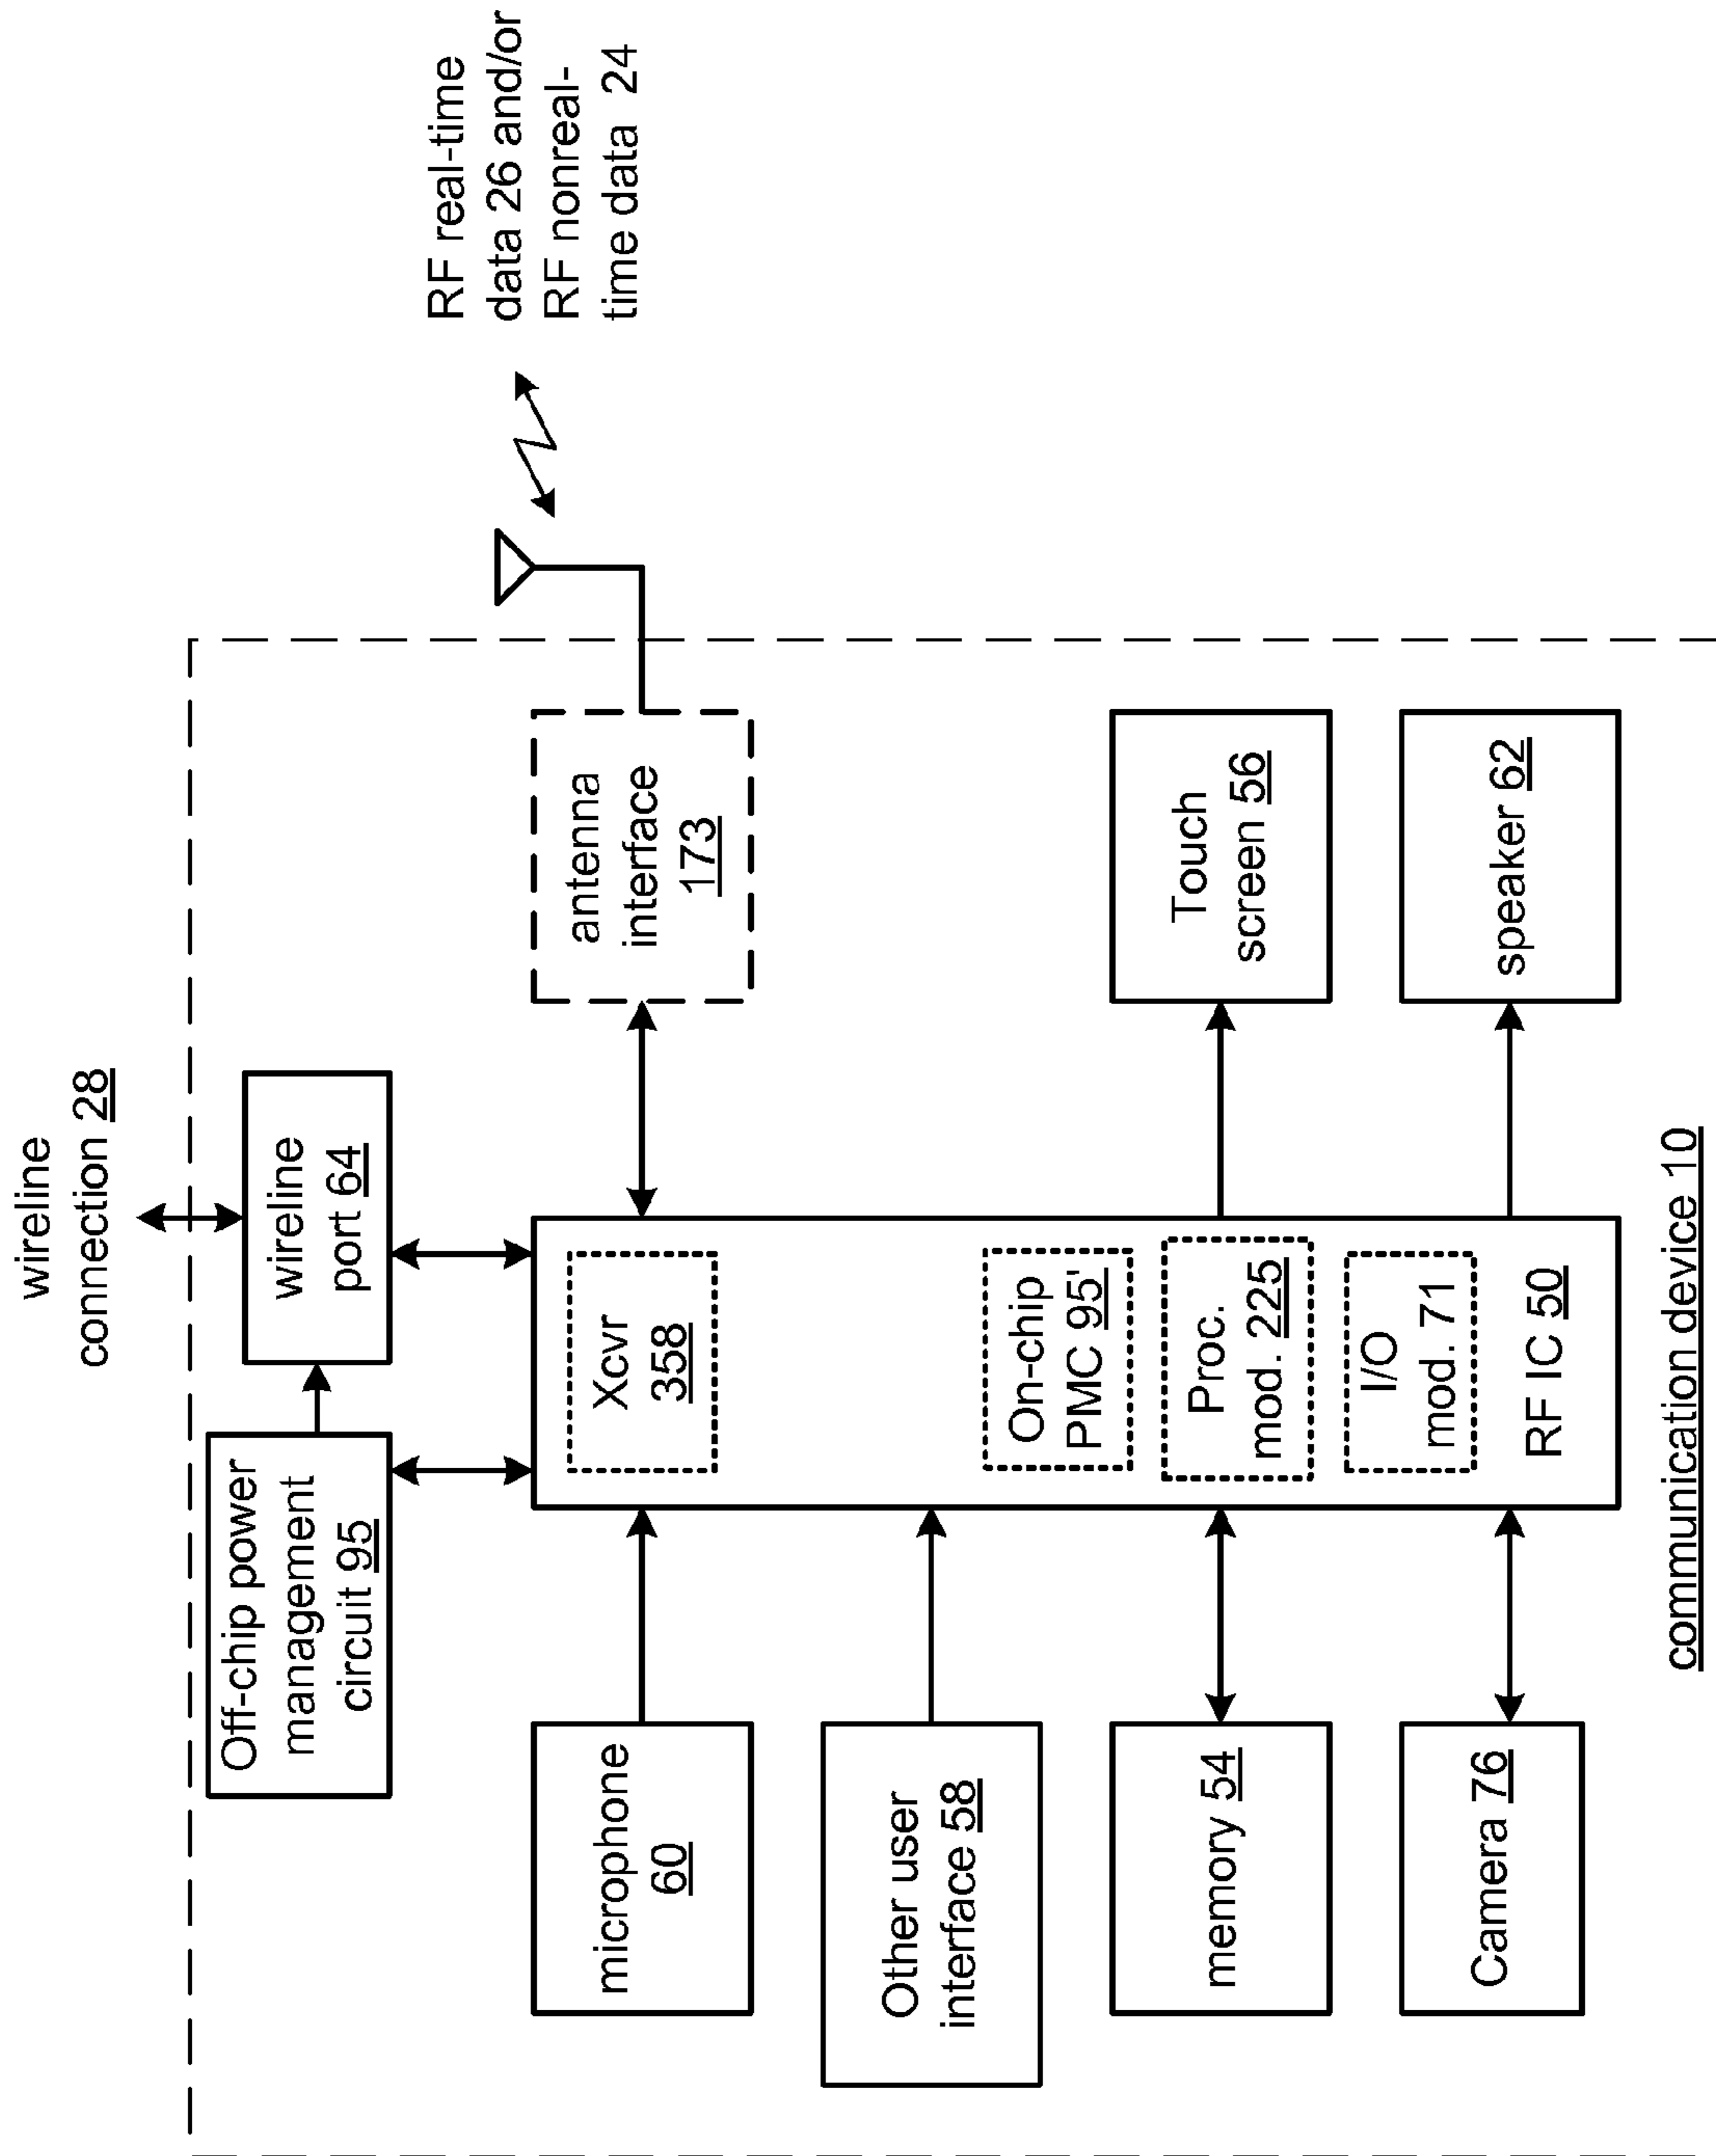 wireline
connection 28
Off-chip power
management
circuit 95
wireline
port 64
RF real-time
data 26 and/or
RF nonreal-
time data 24
microphone
60
Xcvr
358
antenna
interface
173
Other user
interface 58
On-chip
PMC 95'
memory 54
Proc.
mod. 225
Touch
screen 56
Camera 76
I/O
mod. 71
RF IC 50
speaker 62
communication device 10